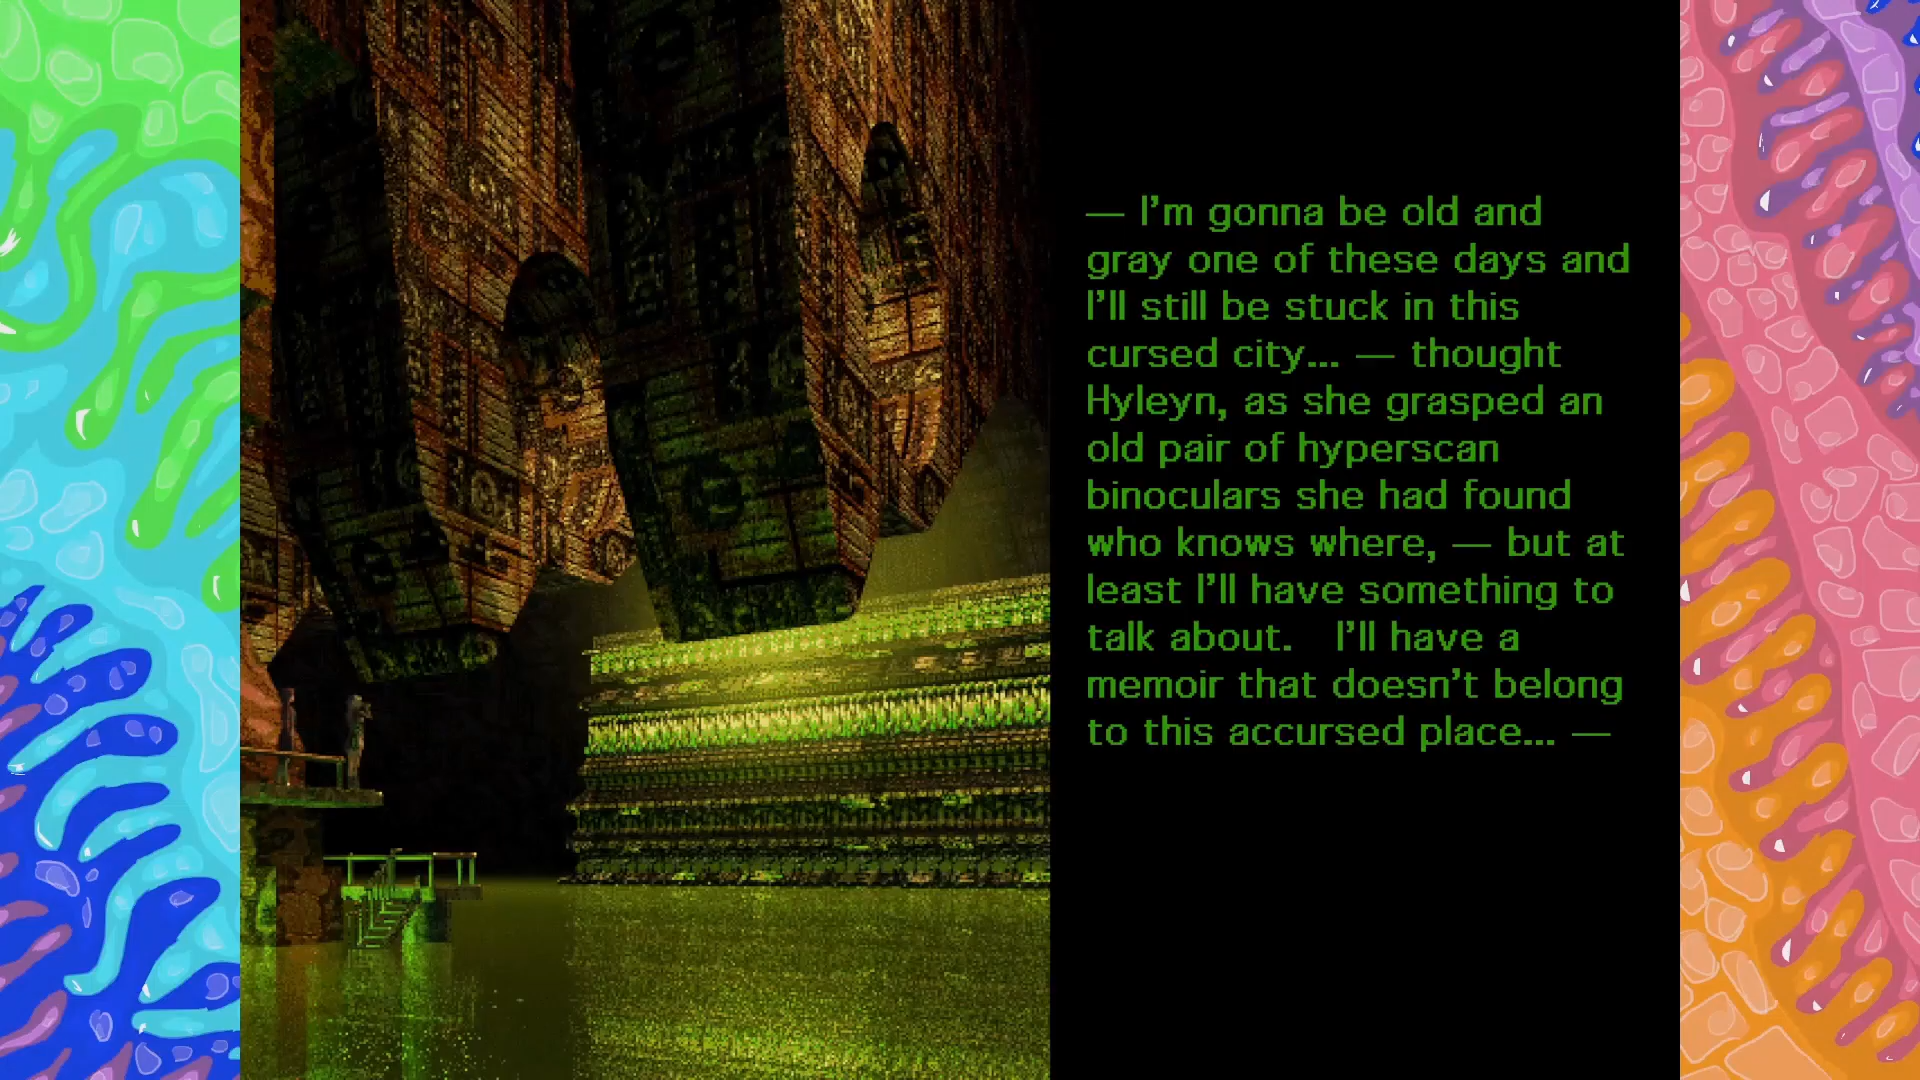 — I'm gonna be old and
gray one of these days and
I'll still be stuck in this
cursed city... — thought
Hyleyn, as she grasped an
old pair of hyperscan
binoculars she had found
who knows where, — but at
least I'll have something to
talk about.   I'll have a
memoir that doesn't belong
to this accursed place... —